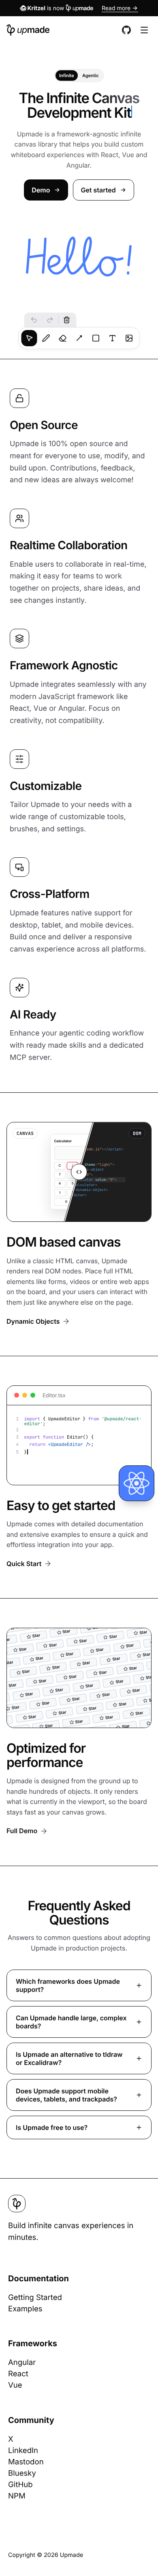 Kritzel is now upmade Read more →
upmade
Infinite Agentic
The Infinite Canvas
Development Kit
Upmade is a framework-agnostic infinite
canvas library that helps you build custom
whiteboard experiences with React, Vue and
Angular.
Demo → Get started →
Hello!
Open Source
Upmade is 100% open source and
meant for everyone to use, modify, and
build upon. Contributions, feedback,
and new ideas are always welcome!
Realtime Collaboration
Enable users to collaborate in real-time,
making it easy for teams to work
together on projects, share ideas, and
see changes instantly.
Framework Agnostic
Upmade integrates seamlessly with any
modern JavaScript framework like
React, Vue or Angular. Focus on
creativity, not compatibility.
Customizable
Tailor Upmade to your needs with a
wide range of customizable tools,
brushes, and settings.
Cross-Platform
Upmade features native support for
desktop, tablet, and mobile devices.
Build once and deliver a responsive
canvas experience across all platforms.
AI Ready
Enhance your agentic coding workflow
with ready made skills and a dedicated
MCP server.
CANVAS DOM
Calculator
DOM based canvas
Unlike a classic HTML canvas, Upmade
renders real DOM nodes. Place full HTML
elements like forms, videos or entire web apps
on the board, and your users can interact with
them just like anywhere else on the page.
Dynamic Objects →
Editor.tsx
1 import { UpmadeEditor } from '@upmade/react-
editor';
2
3 export function Editor() {
4 return <UpmadeEditor />;
5 }
Easy to get started
Upmade comes with detailed documentation
and extensive examples to ensure a quick and
effortless integration into your app.
Quick Start →
Star
Optimized for
performance
Upmade is designed from the ground up to
handle hundreds of objects. It only renders
what is currently in the viewport, so the board
stays fast as your canvas grows.
Full Demo →
Frequently Asked
Questions
Answers to common questions about adopting
Upmade in production projects.
Which frameworks does Upmade
support? +
Can Upmade handle large, complex
boards? +
Is Upmade an alternative to tldraw
or Excalidraw? +
Does Upmade support mobile
devices, tablets, and trackpads? +
Is Upmade free to use? +
Build infinite canvas experiences in
minutes.
Documentation
Getting Started
Examples
Frameworks
Angular
React
Vue
Community
X
LinkedIn
Mastodon
Bluesky
GitHub
NPM
Copyright © 2026 Upmade